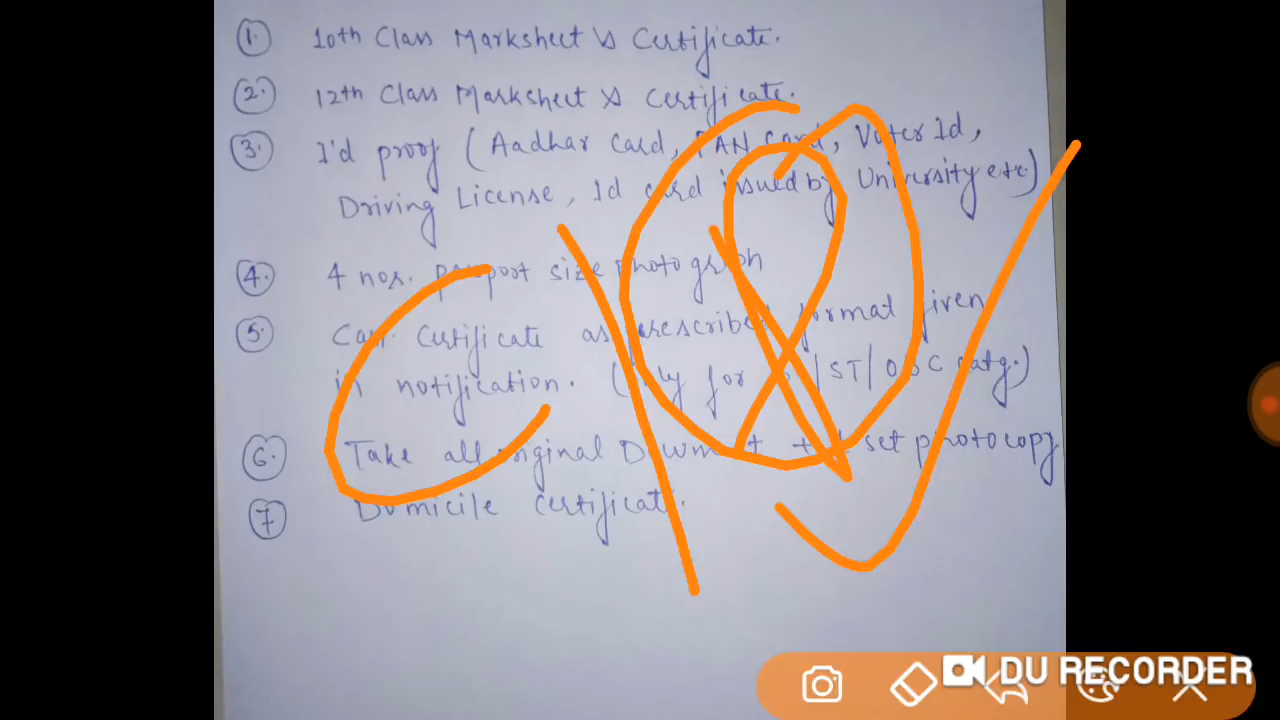 1. 10th Class Marksheet & Certificate.
2. 12th Class Marksheet & Certificate.
3. I'd proof (Aadhar Card, PAN Card, Voter Id,
Driving License, Id card issued by University etc)
4. 4 nos. passport size photograph
5. Certificate as prescribed format given
in notification. (Only for /ST/OBC catg.)
6. Take all original Document + set photocopy
7 Domicile certificate.
DU RECORDER